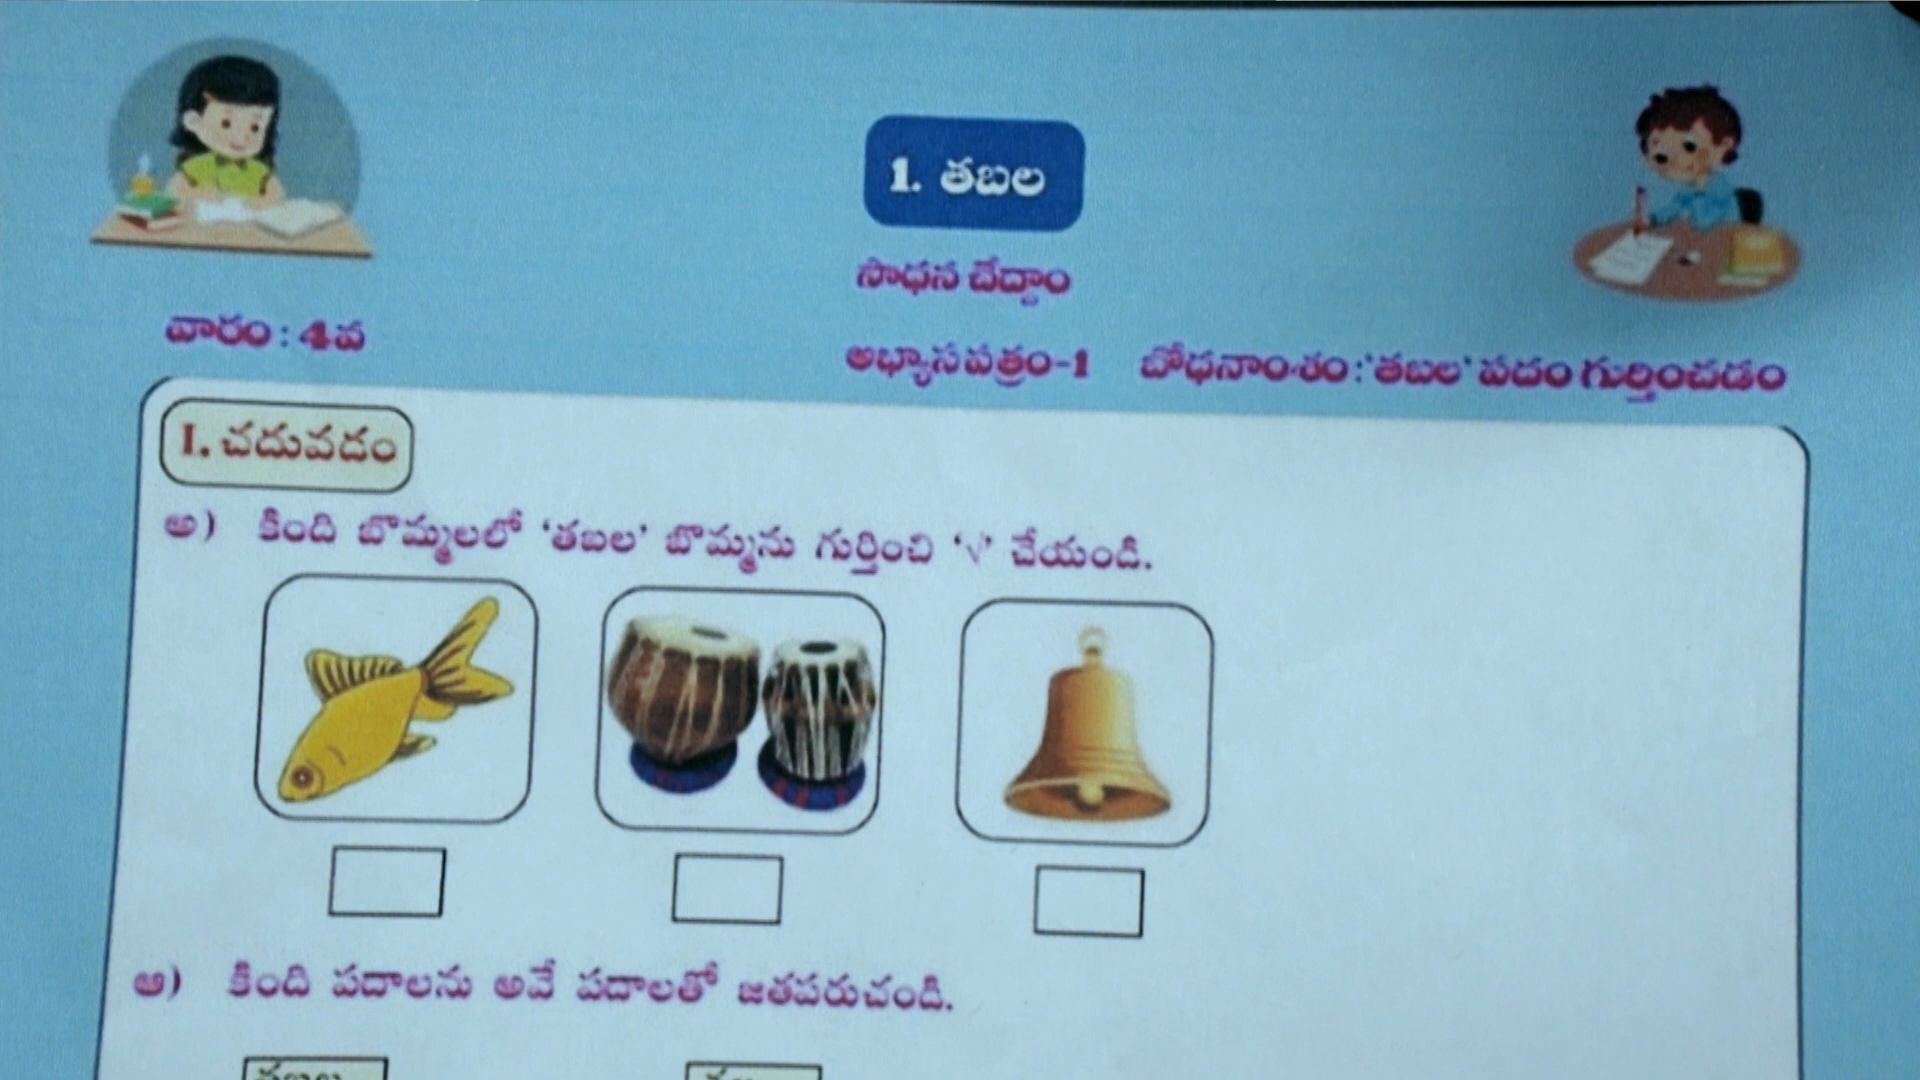 1. తబల
సాధన చేద్దాం
వారం : 4వ
అభ్యాస పత్రం-1 బోధనాంశం : 'తబల' పదం గుర్తించడం
I. చదువడం
అ) కింది బొమ్మలలో 'తబల' బొమ్మను గుర్తించి '√' చేయండి.
ఆ) కింది పదాలను అవే పదాలతో జతపరుచండి.